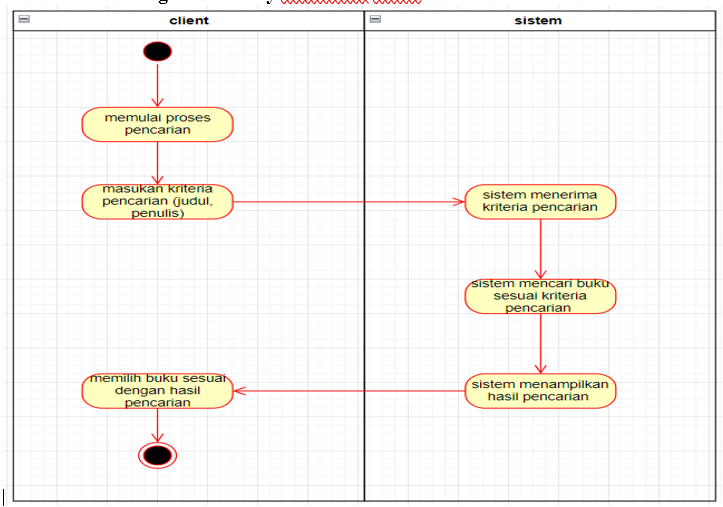 client
sistem
memulai proses
pencarian
masukan kriteria
pencarian (judul,
penulis)
sistem menerima
kriteria pencarian
sistem mencari buku
sesuai kriteria
pencarian
memilih buku sesuai
dengan hasil
pencarian
sistem menampilkan
hasil pencarian